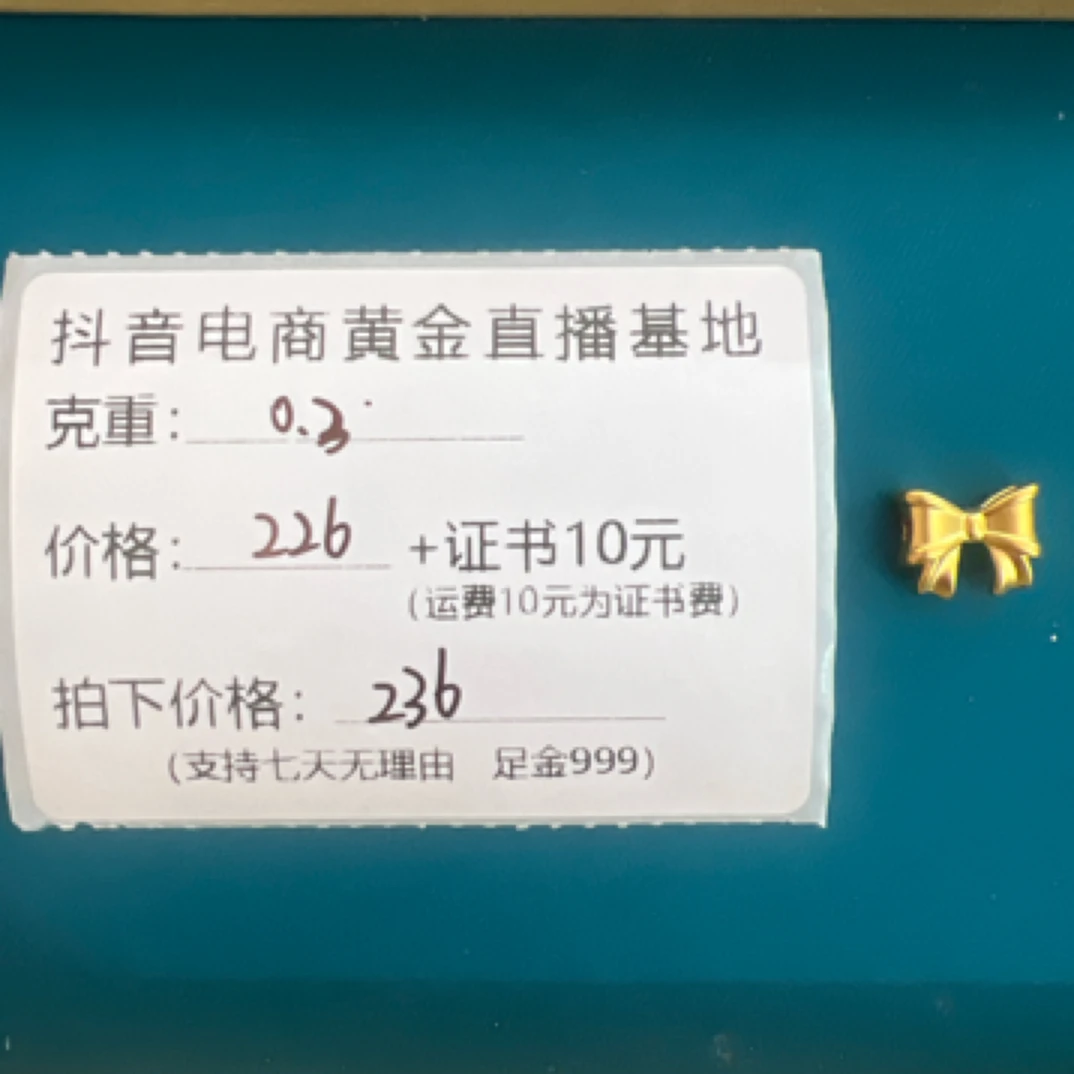 抖音电商黄金直播基地
克重：0.3
价格：226 +证书10元
（运费10元为证书费）
拍下价格：236
（支持七天无理由 足金999）